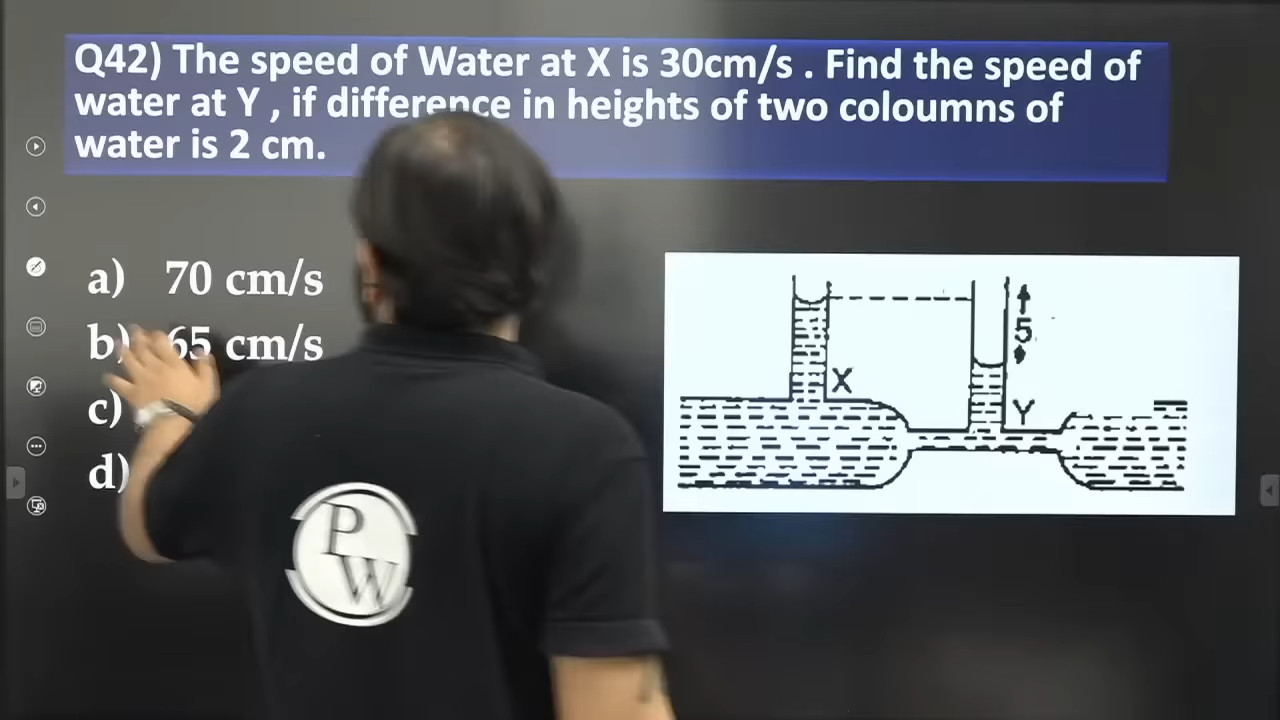 Q42) The speed of Water at X is 30cm/s . Find the speed of
water at Y , if difference in heights of two coloumns of
water is 2 cm.
a) 70 cm/s
b) 65 cm/s
c)
d)
X
5
Y
P
W